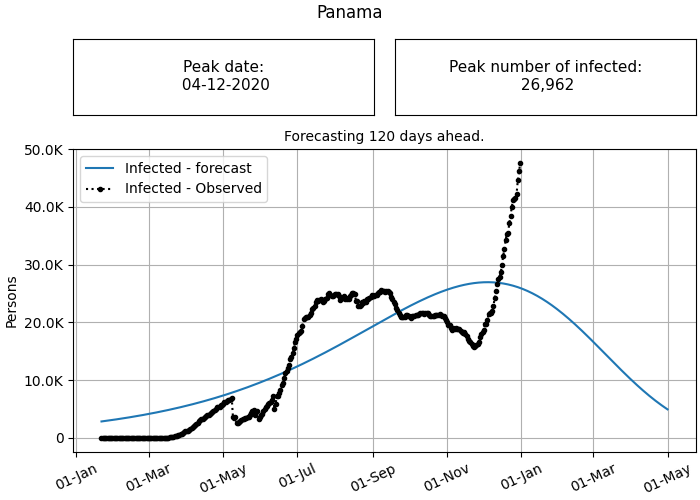 Panama
Peak date:
04-12-2020
Peak number of infected:
26,962
Forecasting 120 days ahead.
50.0K
40.0K
30.0K
20.0K
10.0K
0
Persons
Infected - forecast
Infected - Observed
01-Jan
01-Mar
01-May
01-Jul
01-Sep
01-Nov
01-Jan
01-Mar
01-May